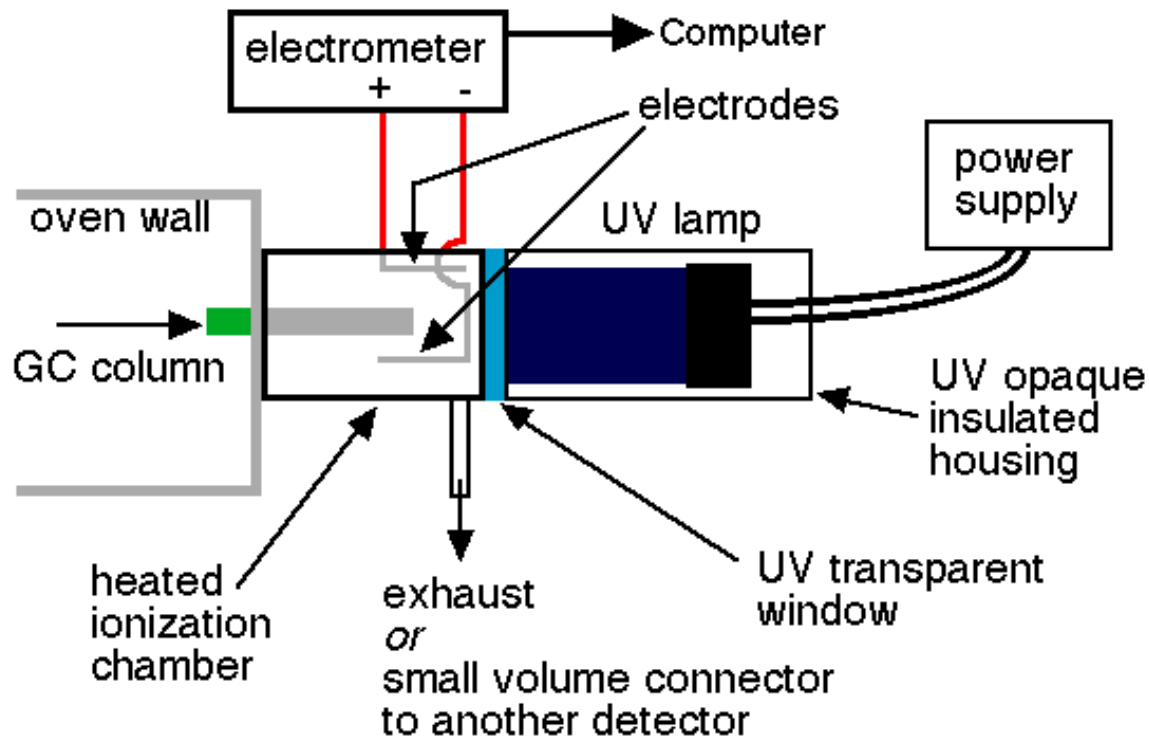 electrometer
+ -
Computer
electrodes
power
supply
oven wall
UV lamp
GC column
UV opaque
insulated
housing
heated
ionization
chamber
exhaust
or
small volume connector
to another detector
UV transparent
window